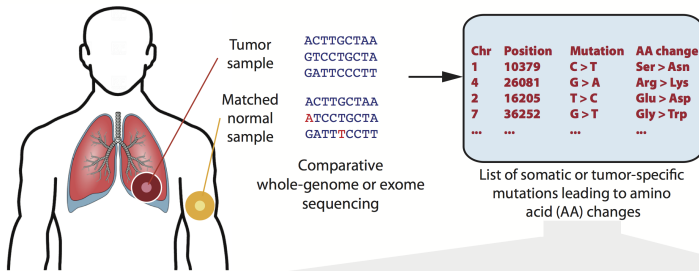 Tumor
sample
ACTTGCTAA
GTCCTGCTA
GATTCCCTT
Matched
normal
sample
ACTTGCTAA
ATCCTGCTA
GATTTCCTT
Comparative
whole-genome or exome
sequencing
Chr Position Mutation AA change
1 10379 C > T Ser > Asn
4 26081 G > A Arg > Lys
2 16205 T > C Glu > Asp
7 36252 G > T Gly > Trp
... ... ... ...
List of somatic or tumor-specific
mutations leading to amino
acid (AA) changes